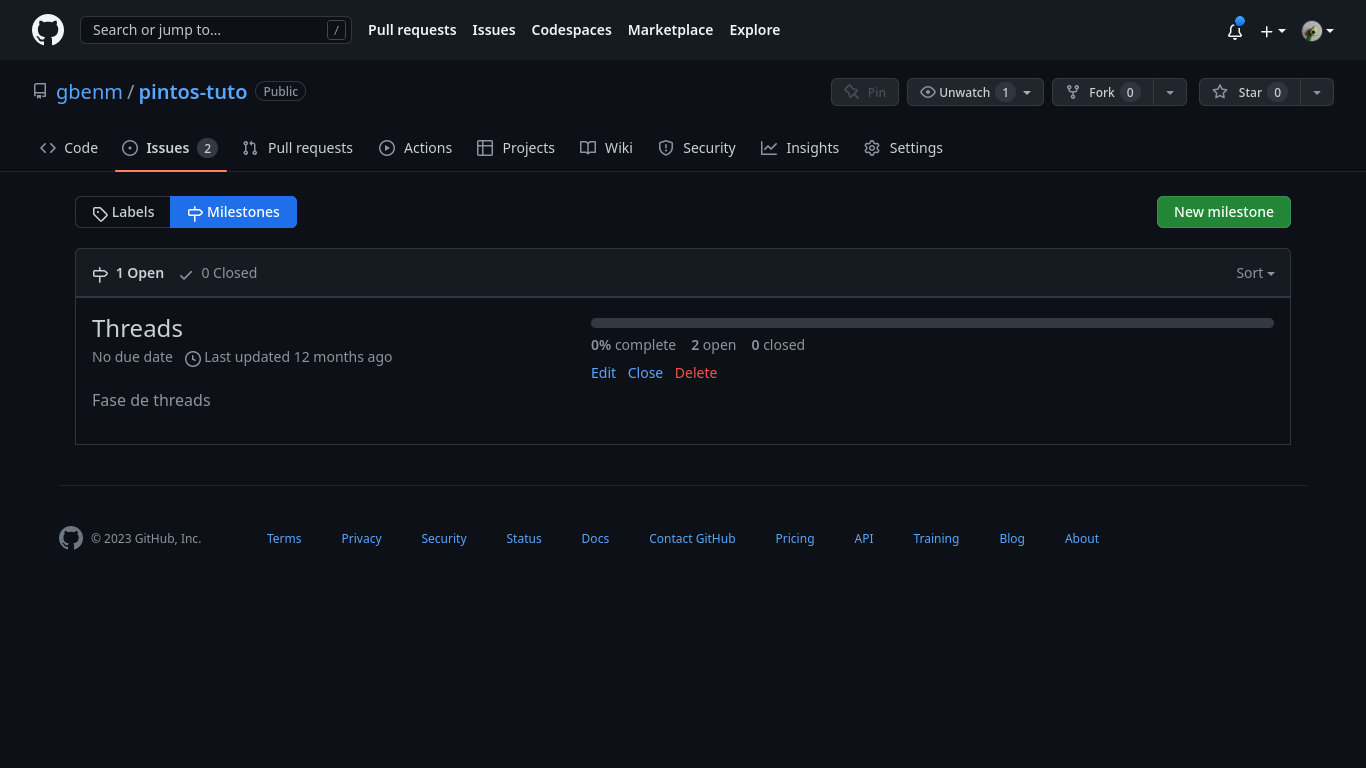 Search or jump to... / Pull requests Issues Codespaces Marketplace Explore
gbenm / pintos-tuto Public Pin Unwatch 1 Fork 0 Star 0
Code Issues 2 Pull requests Actions Projects Wiki Security Insights Settings
Labels Milestones New milestone
1 Open 0 Closed Sort
Threads
No due date Last updated 12 months ago
0% complete 2 open 0 closed
Edit Close Delete
Fase de threads
© 2023 GitHub, Inc. Terms Privacy Security Status Docs Contact GitHub Pricing API Training Blog About